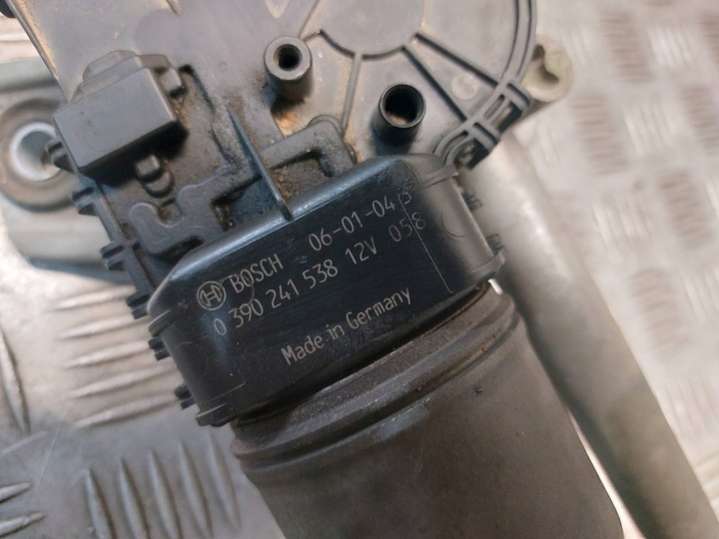 BOSCH 06-01-04
0 390 241 538 12V 058
Made in Germany